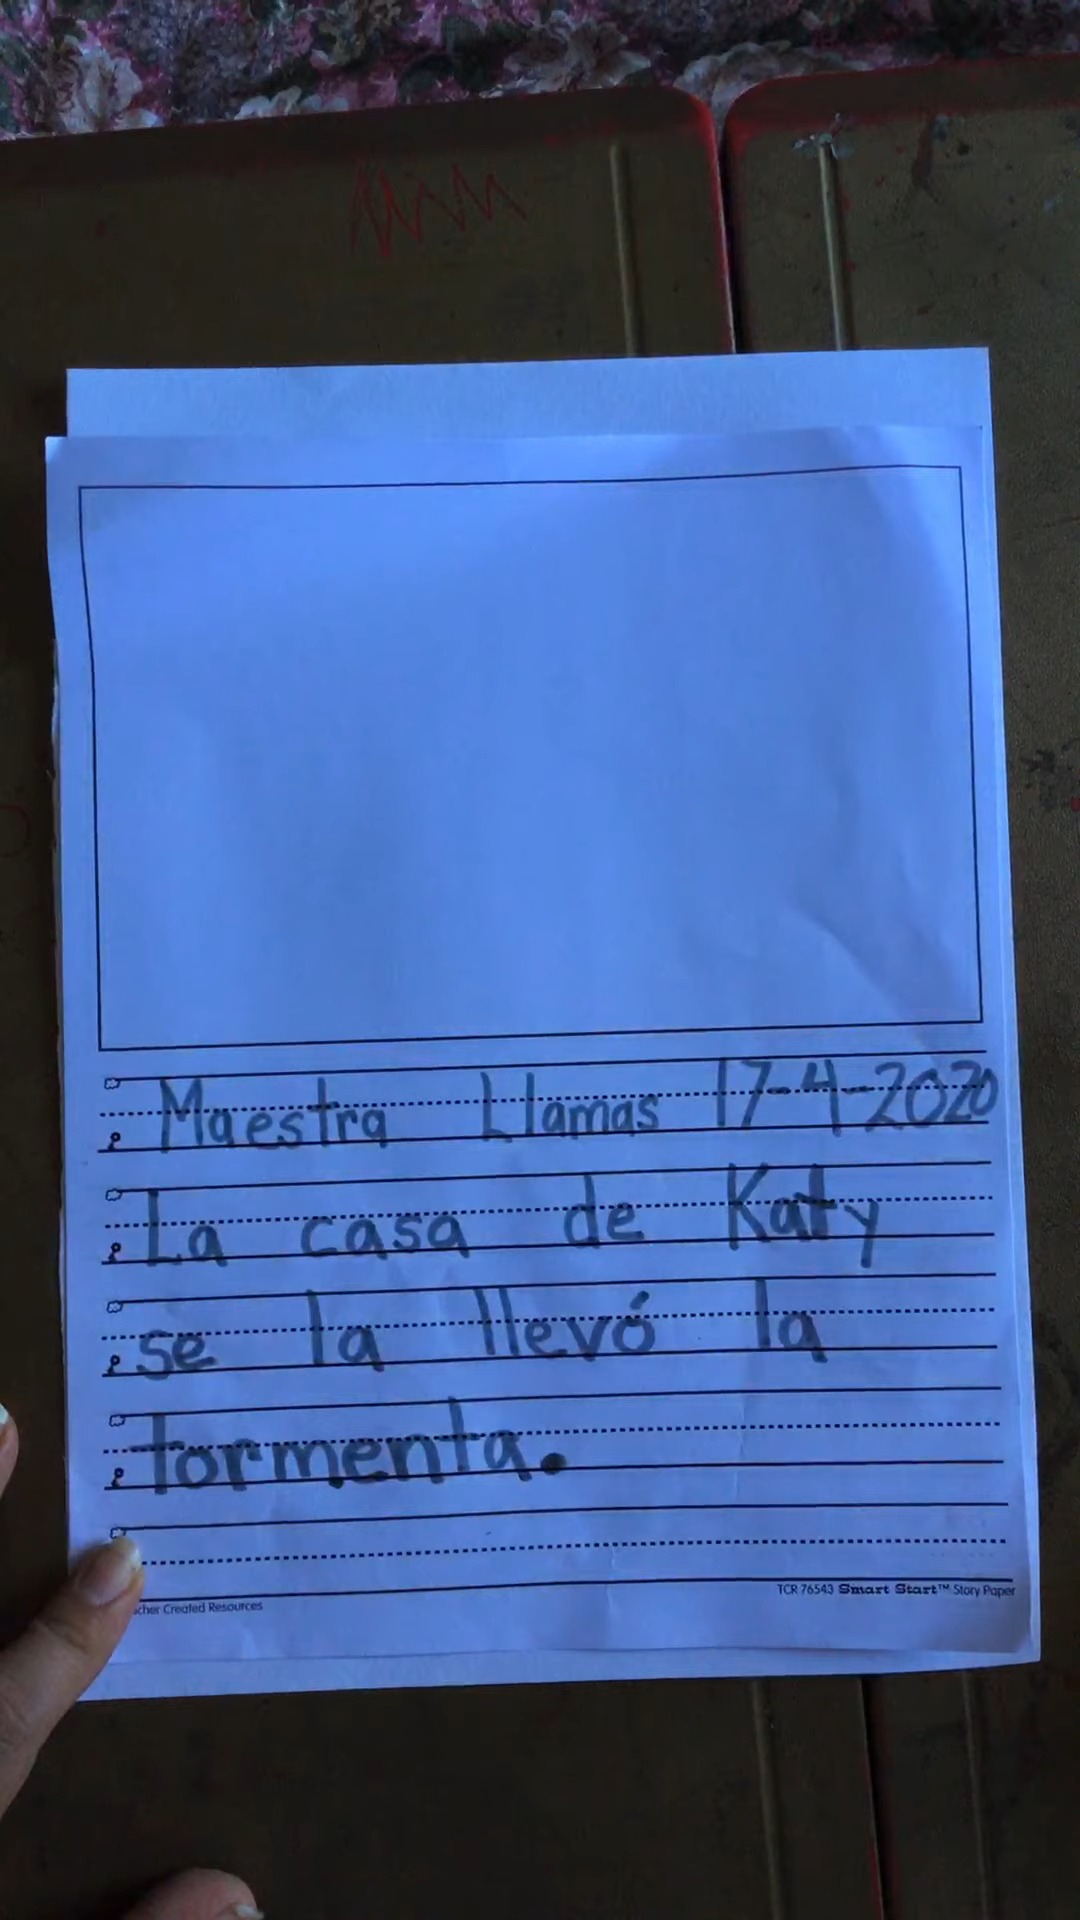 Maestra Llamas 17-4-2020
La casa de Katy
se la llevó la
tormenta.
TCR 76543 Smart Start™ Story Paper
cher Created Resources